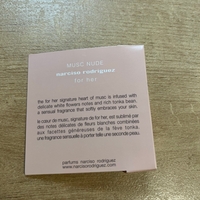 MUSC NUDE
narciso rodriguez
for her
the for her signature heart of musc is infused with
delicate white flowers notes and rich tonka bean.
a sensual fragrance that softly embraces your skin.
le cœur de musc, signature de for her, est sublimé par
des notes délicates de fleurs blanches combinées
aux facettes généreuses de la fève tonka.
une fragrance sensuelle à porter telle une seconde peau.
parfums narciso rodriguez
www.narcisorodriguez.com